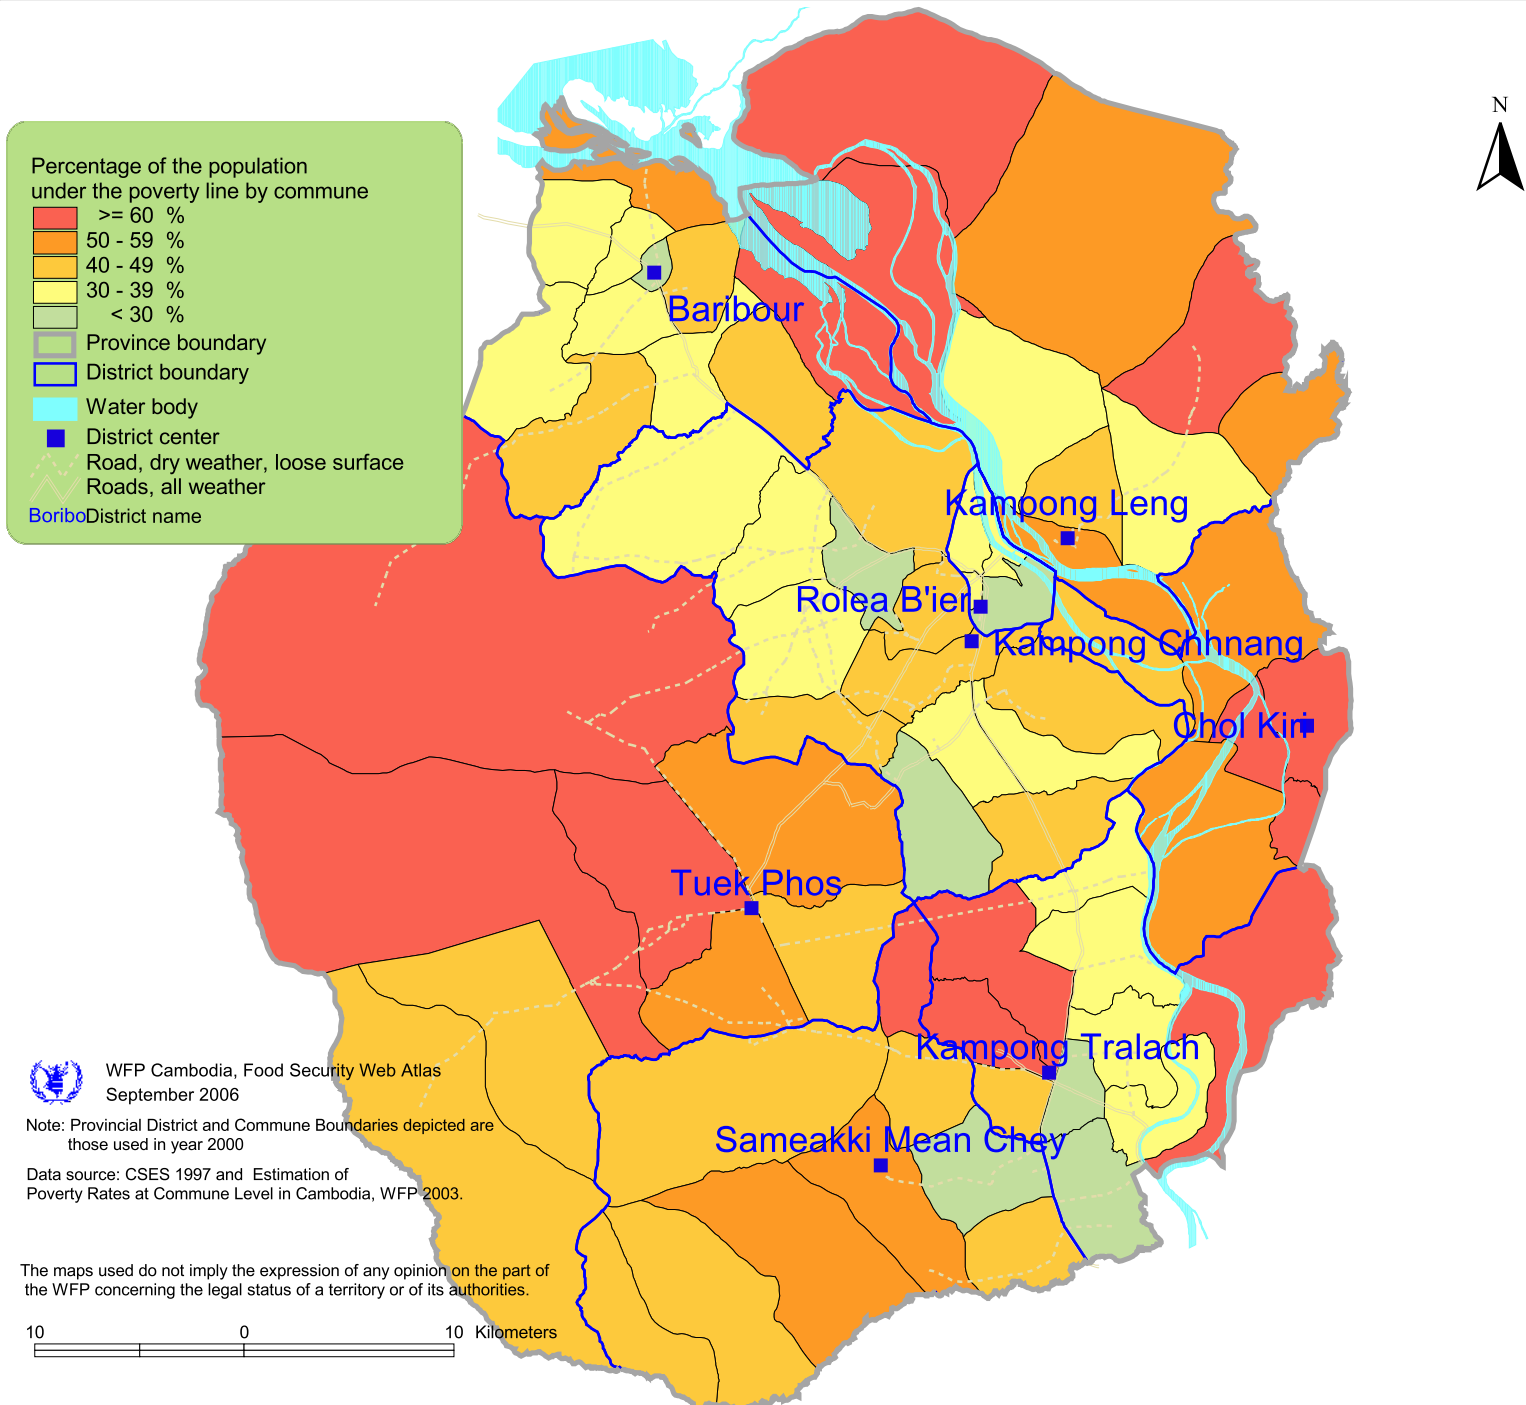 N
Percentage of the population
under the poverty line by commune
>= 60 %
50 - 59 %
40 - 49 %
30 - 39 %
< 30 %
Province boundary
District boundary
Water body
District center
Road, dry weather, loose surface
Roads, all weather
Boribo District name
Baribour
Kampong Leng
Rolea B'ier
Kampong Chhnang
Chol Kiri
Tuek Phos
Kampong Tralach
Sameakki Mean Chey
WFP Cambodia, Food Security Web Atlas
September 2006
Note: Provincial District and Commune Boundaries depicted are
those used in year 2000
Data source: CSES 1997 and Estimation of
Poverty Rates at Commune Level in Cambodia, WFP 2003.
The maps used do not imply the expression of any opinion on the part of
the WFP concerning the legal status of a territory or of its authorities.
10 0 10 Kilometers